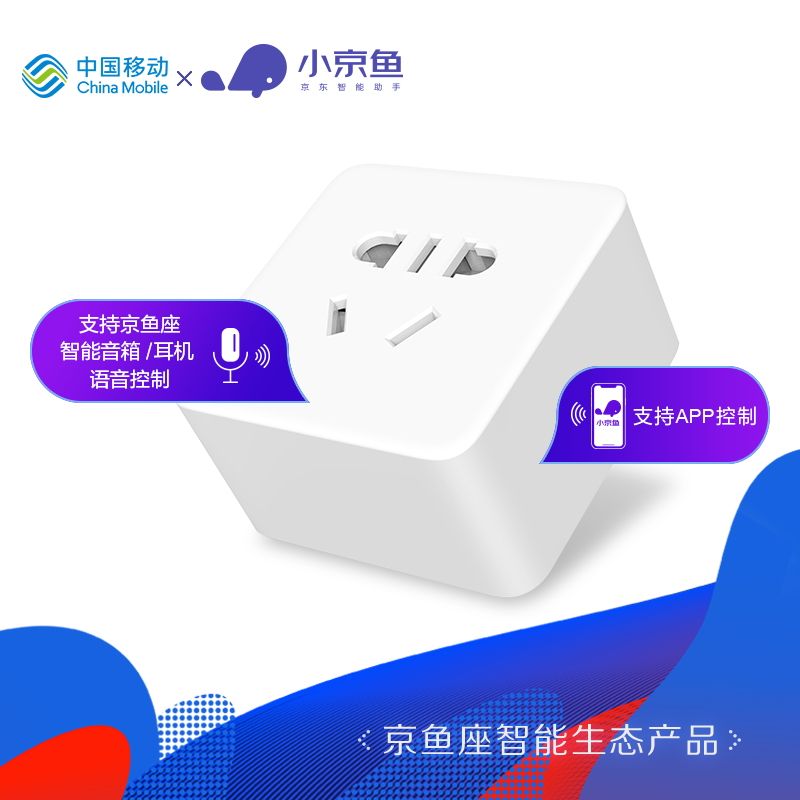 中国移动
China Mobile
×
小京鱼
京东智能助手
支持京鱼座
智能音箱/耳机
语音控制
小京鱼
支持APP控制
〈京鱼座智能生态产品〉